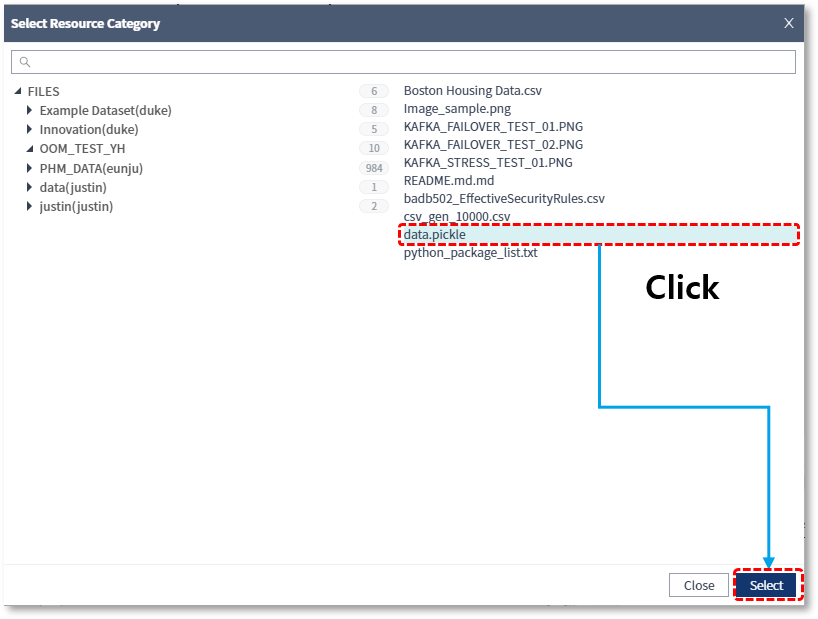 Select Resource Category X
FILES
Example Dataset(duke)
Innovation(duke)
OOM_TEST_YH
PHM_DATA(eunju)
data(justin)
justin(justin)
6
8
5
10
984
1
2
Boston Housing Data.csv
Image_sample.png
KAFKA_FAILOVER_TEST_01.PNG
KAFKA_FAILOVER_TEST_02.PNG
KAFKA_STRESS_TEST_01.PNG
README.md.md
badb502_EffectiveSecurityRules.csv
csv_gen_10000.csv
data.pickle
python_package_list.txt
Click
Close Select